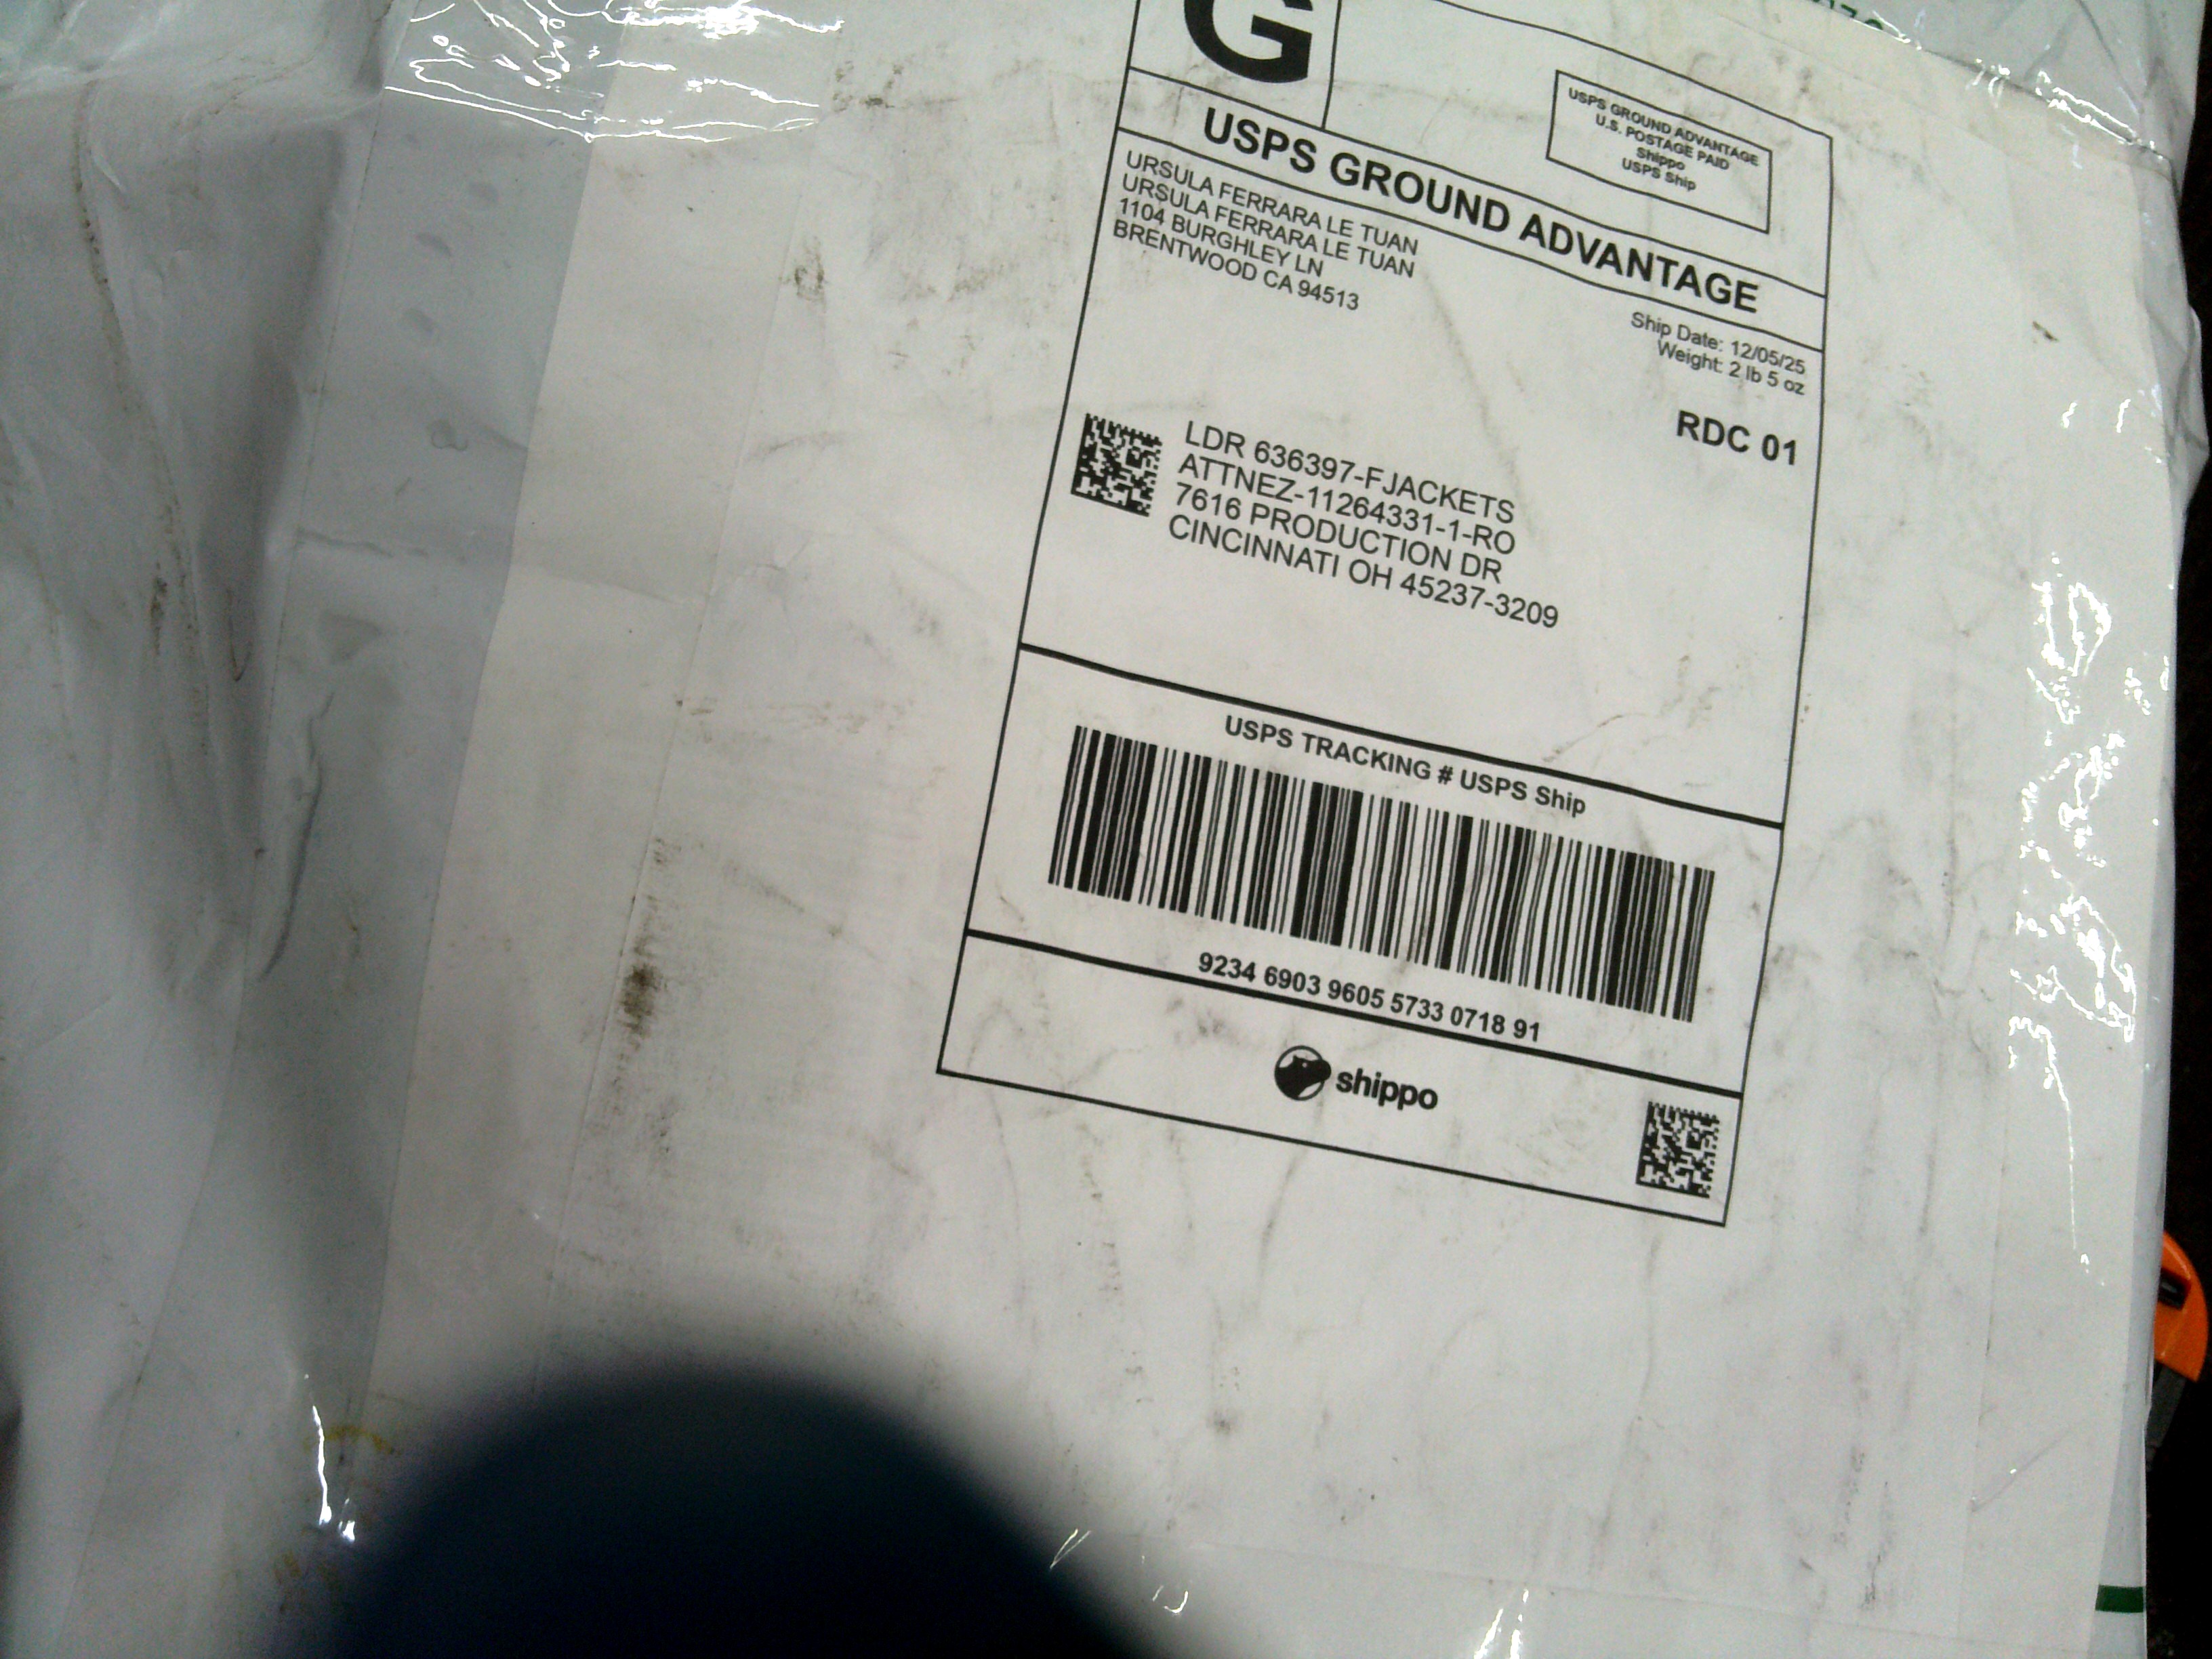 G
USPS GROUND ADVANTAGE
U.S. POSTAGE PAID
Shippo
USPS Ship
USPS GROUND ADVANTAGE
URSULA FERRARA LE TUAN
URSULA FERRARA LE TUAN
1104 BURGHLEY LN
BRENTWOOD CA 94513
Ship Date: 12/05/25
Weight: 2 lb 5 oz
RDC 01
LDR 636397-FJACKETS
ATTNEZ-11264331-1-RO
7616 PRODUCTION DR
CINCINNATI OH 45237-3209
USPS TRACKING # USPS Ship
9234 6903 9605 5733 0718 91
shippo